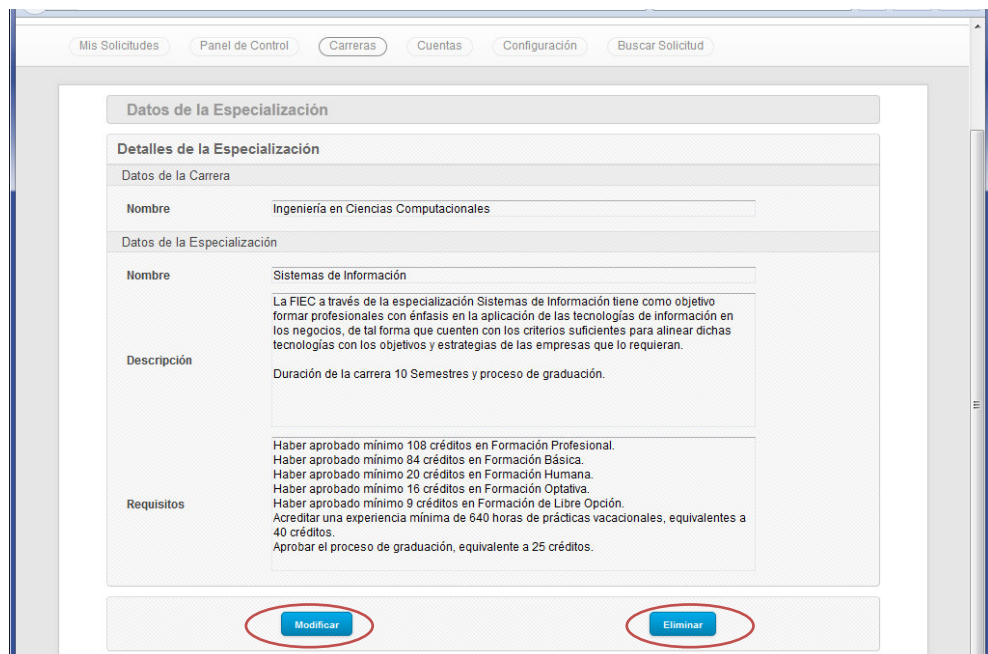 Mis Solicitudes Panel de Control Carreras Cuentas Configuración Buscar Solicitud
Datos de la Especialización
Detalles de la Especialización
Datos de la Carrera
Nombre Ingeniería en Ciencias Computacionales
Datos de la Especialización
Nombre Sistemas de Información
La FIEC a través de la especialización Sistemas de Información tiene como objetivo
formar profesionales con énfasis en la aplicación de las tecnologías de información en
los negocios, de tal forma que cuenten con los criterios suficientes para alinear dichas
tecnologías con los objetivos y estrategias de las empresas que lo requieran.
Descripción
Duración de la carrera 10 Semestres y proceso de graduación.
Haber aprobado mínimo 108 créditos en Formación Profesional.
Haber aprobado mínimo 84 créditos en Formación Básica.
Haber aprobado mínimo 20 créditos en Formación Humana.
Haber aprobado mínimo 16 créditos en Formación Optativa.
Requisitos Haber aprobado mínimo 9 créditos en Formación de Libre Opción.
Acreditar una experiencia mínima de 640 horas de prácticas vacacionales, equivalentes a
40 créditos.
Aprobar el proceso de graduación, equivalente a 25 créditos.
Modificar Eliminar